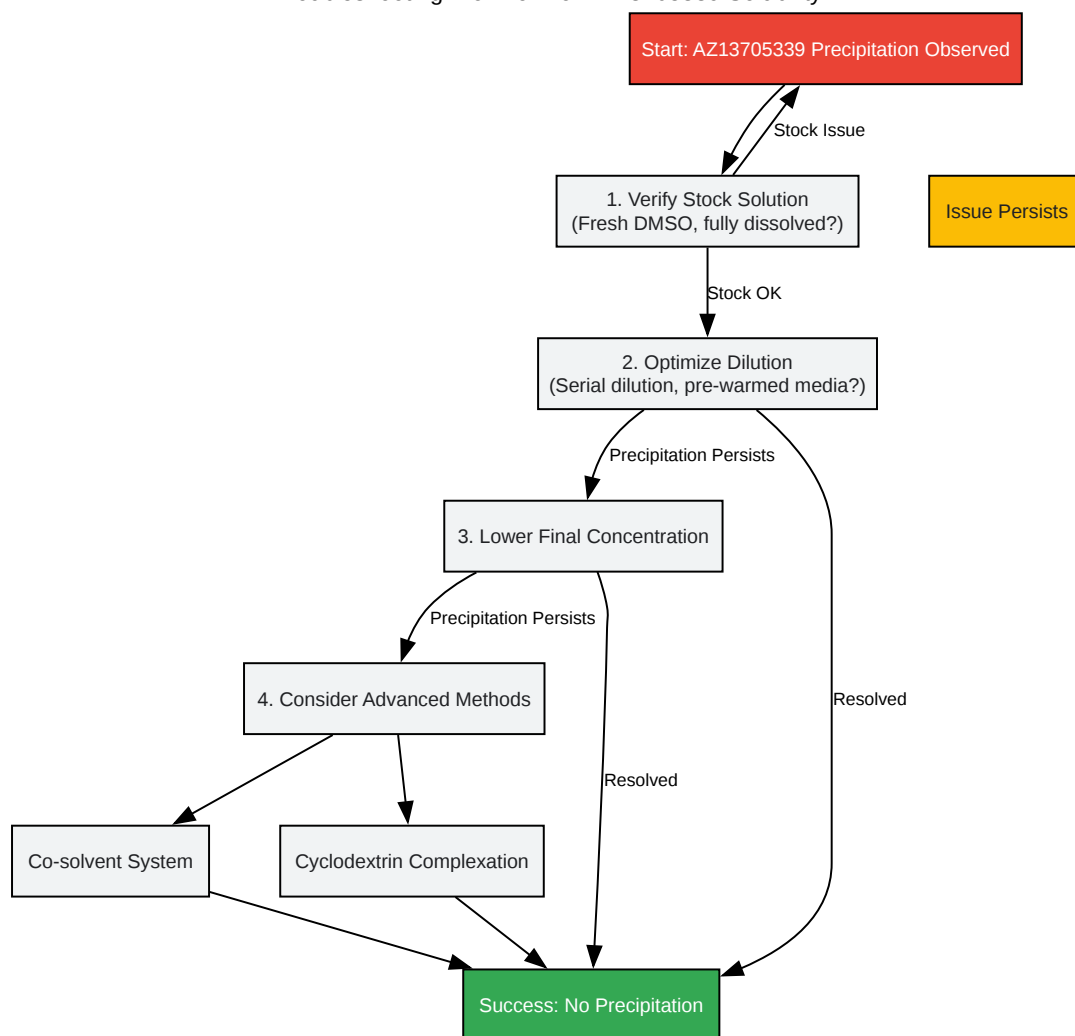 Start: AZ13705339 Precipitation Observed
Stock Issue
1. Verify Stock Solution
(Fresh DMSO, fully dissolved?)
Issue Persists
Stock OK
2. Optimize Dilution
(Serial dilution, pre-warmed media?)
Precipitation Persists
3. Lower Final Concentration
Precipitation Persists
4. Consider Advanced Methods
Resolved
Resolved
Co-solvent System
Cyclodextrin Complexation
Success: No Precipitation